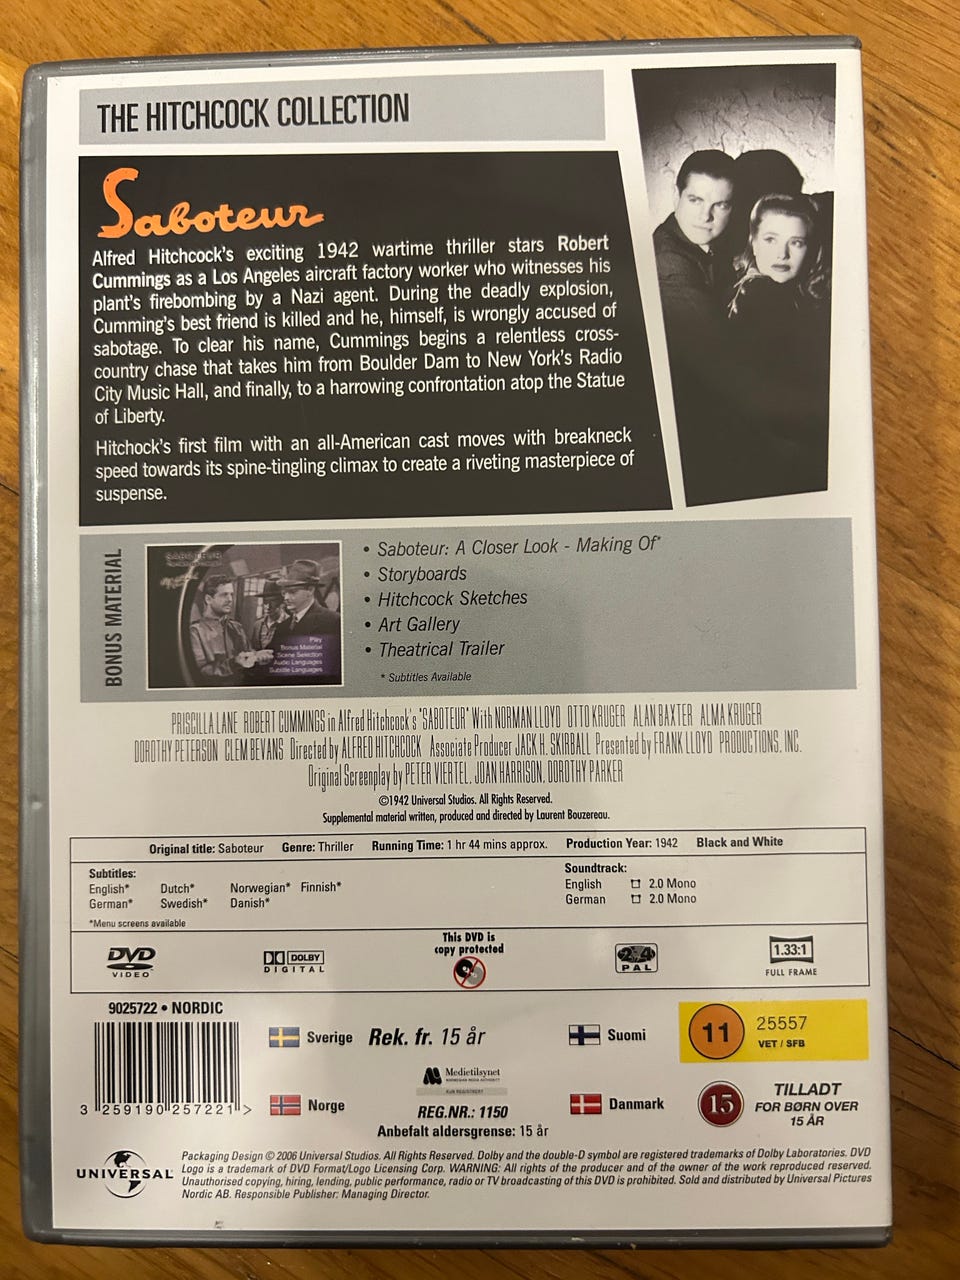 THE HITCHCOCK COLLECTION
Saboteur
Alfred Hitchcock's exciting 1942 wartime thriller stars Robert
Cummings as a Los Angeles aircraft factory worker who witnesses his
plant's firebombing by a Nazi agent. During the deadly explosion,
Cumming's best friend is killed and he, himself, is wrongly accused of
sabotage. To clear his name, Cummings begins a relentless cross-
country chase that takes him from Boulder Dam to New York's Radio
City Music Hall, and finally, to a harrowing confrontation atop the Statue
of Liberty.
Hitchock's first film with an all-American cast moves with breakneck
speed towards its spine-tingling climax to create a riveting masterpiece of
suspense.
BONUS MATERIAL
SABOTEUR
Play
Bonus Material
Scene Selection
Audio Languages
Subtitle Languages
• Saboteur: A Closer Look - Making Of*
• Storyboards
• Hitchcock Sketches
• Art Gallery
• Theatrical Trailer
* Subtitles Available
PRISCILLA LANE ROBERT CUMMINGS in Alfred Hitchcock's "SABOTEUR" With NORMAN LLOYD OTTO KRUGER ALAN BAXTER ALMA KRUGER
DOROTHY PETERSON CLEM BEVANS Directed by ALFRED HITCHCOCK Associate Producer JACK H. SKIRBALL Presented by FRANK LLOYD PRODUCTIONS, INC.
Original Screenplay by PETER VIERTEL, JOAN HARRISON, DOROTHY PARKER
©1942 Universal Studios. All Rights Reserved.
Supplemental material written, produced and directed by Laurent Bouzereau.
Original title: Saboteur Genre: Thriller Running Time: 1 hr 44 mins approx. Production Year: 1942 Black and White
Subtitles:
English* Dutch* Norwegian* Finnish*
German* Swedish* Danish*
*Menu screens available
Soundtrack:
English 2.0 Mono
German 2.0 Mono
DVD
VIDEO
DOLBY
DIGITAL
This DVD is
copy protected
2 4
PAL
1.33:1
FULL FRAME
9025722 • NORDIC
3 259190 257221 >
Sverige Rek. fr. 15 år
Suomi
11 25557
VET / SFB
Medietilsynet
NORWEGIAN MEDIA AUTHORITY
Norge
REG.NR.: 1150
Anbefalt aldersgrense: 15 år
Danmark
15
TILLADT
FOR BØRN OVER
15 ÅR
UNIVERSAL
Packaging Design © 2006 Universal Studios. All Rights Reserved. Dolby and the double-D symbol are registered trademarks of Dolby Laboratories. DVD
Logo is a trademark of DVD Format/Logo Licensing Corp. WARNING: All rights of the producer and of the owner of the work reproduced reserved.
Unauthorised copying, hiring, lending, public performance, radio or TV broadcasting of this DVD is prohibited. Sold and distributed by Universal Pictures
Nordic AB. Responsible Publisher: Managing Director.